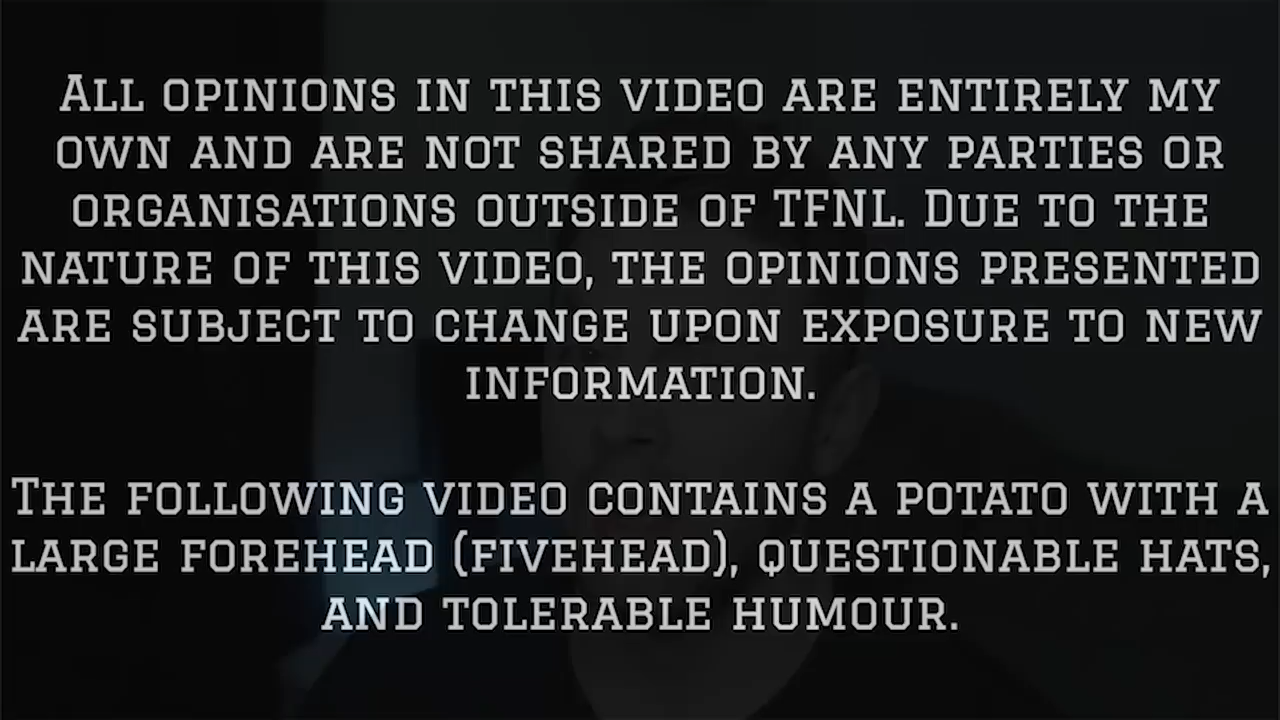 All opinions in this video are entirely my
own and are not shared by any parties or
organisations outside of TFNL. Due to the
nature of this video, the opinions presented
are subject to change upon exposure to new
information.
The following video contains a potato with a
large forehead (fivehead), questionable hats,
and tolerable humour.